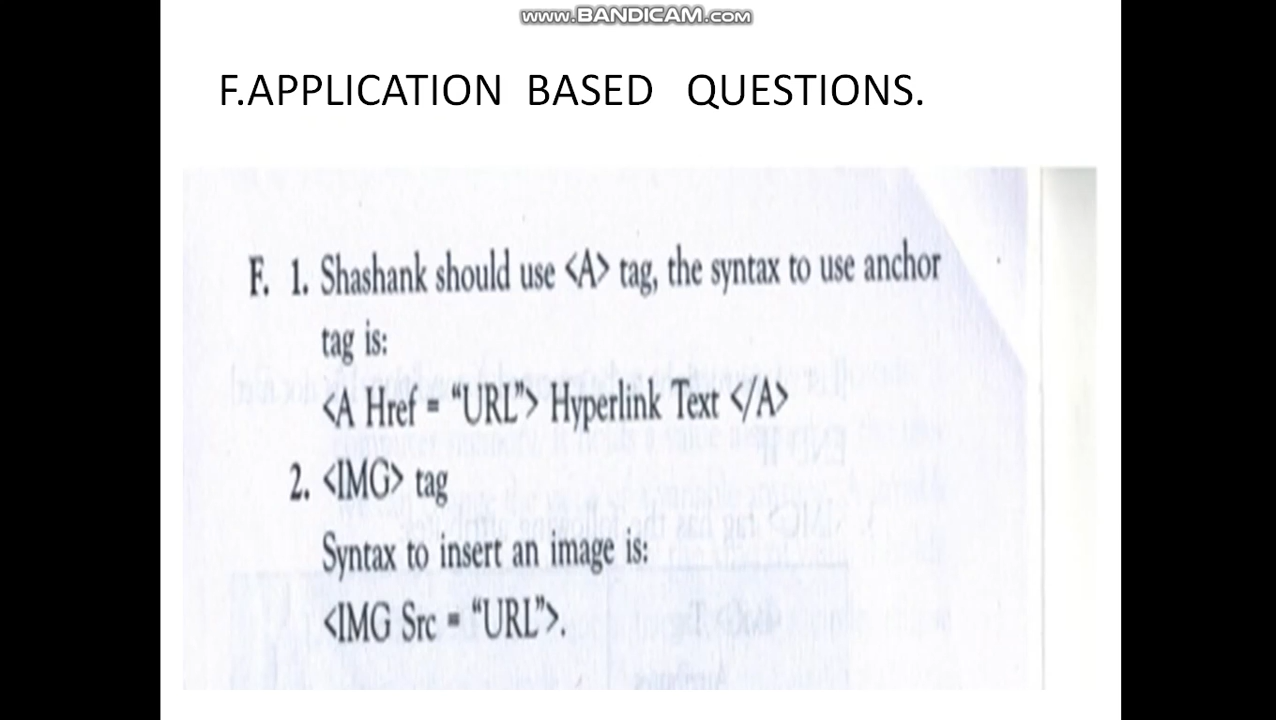 www.BANDICAM.com
F.APPLICATION BASED QUESTIONS.
F. 1. Shashank should use <A> tag, the syntax to use anchor
tag is:
<A Href = “URL”> Hyperlink Text </A>
2. <IMG> tag
Syntax to insert an image is:
<IMG Src = “URL”>.